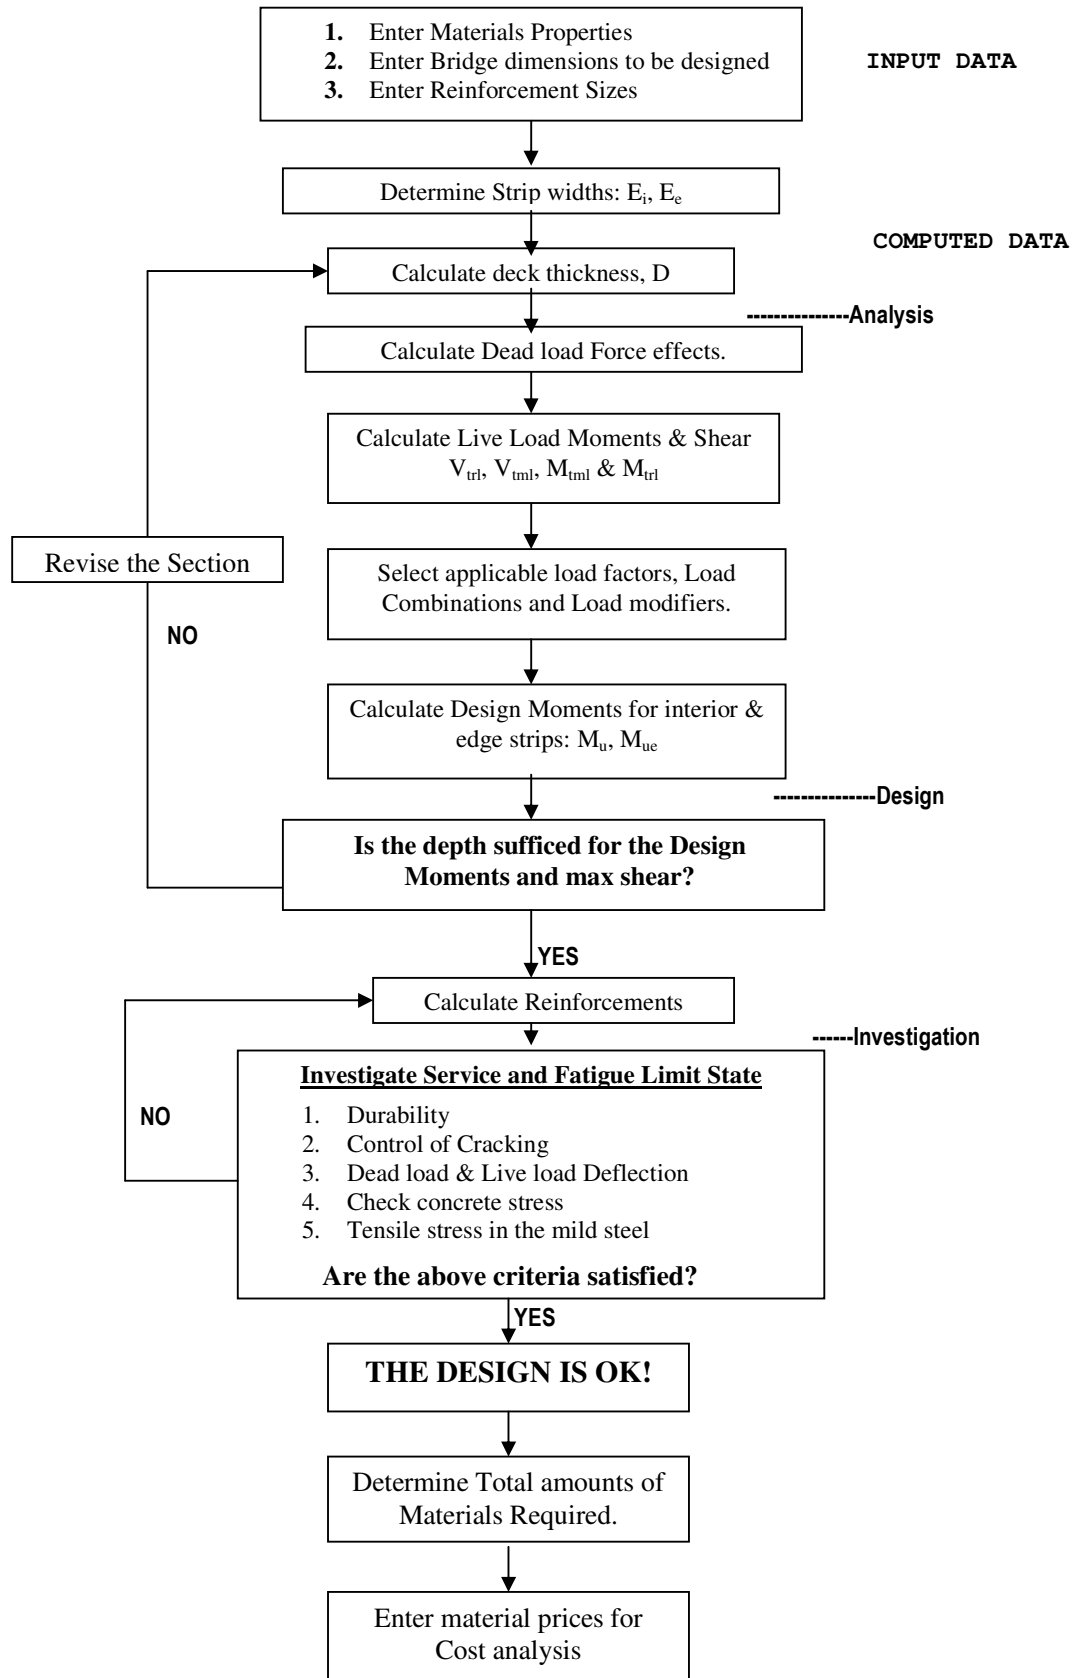 1. Enter Materials Properties
2. Enter Bridge dimensions to be designed
3. Enter Reinforcement Sizes
INPUT DATA
Determine Strip widths: Ei, Ee
COMPUTED DATA
Calculate deck thickness, D
---------------Analysis
Calculate Dead load Force effects.
Calculate Live Load Moments & Shear
Vtrl, Vtml, Mtml & Mtrl
Revise the Section
Select applicable load factors, Load
Combinations and Load modifiers.
NO
Calculate Design Moments for interior &
edge strips: Mu, Mue
---------------Design
Is the depth sufficed for the Design
Moments and max shear?
YES
Calculate Reinforcements
------Investigation
Investigate Service and Fatigue Limit State
1. Durability
NO
2. Control of Cracking
3. Dead load & Live load Deflection
4. Check concrete stress
5. Tensile stress in the mild steel
Are the above criteria satisfied?
YES
THE DESIGN IS OK!
Determine Total amounts of
Materials Required.
Enter material prices for
Cost analysis